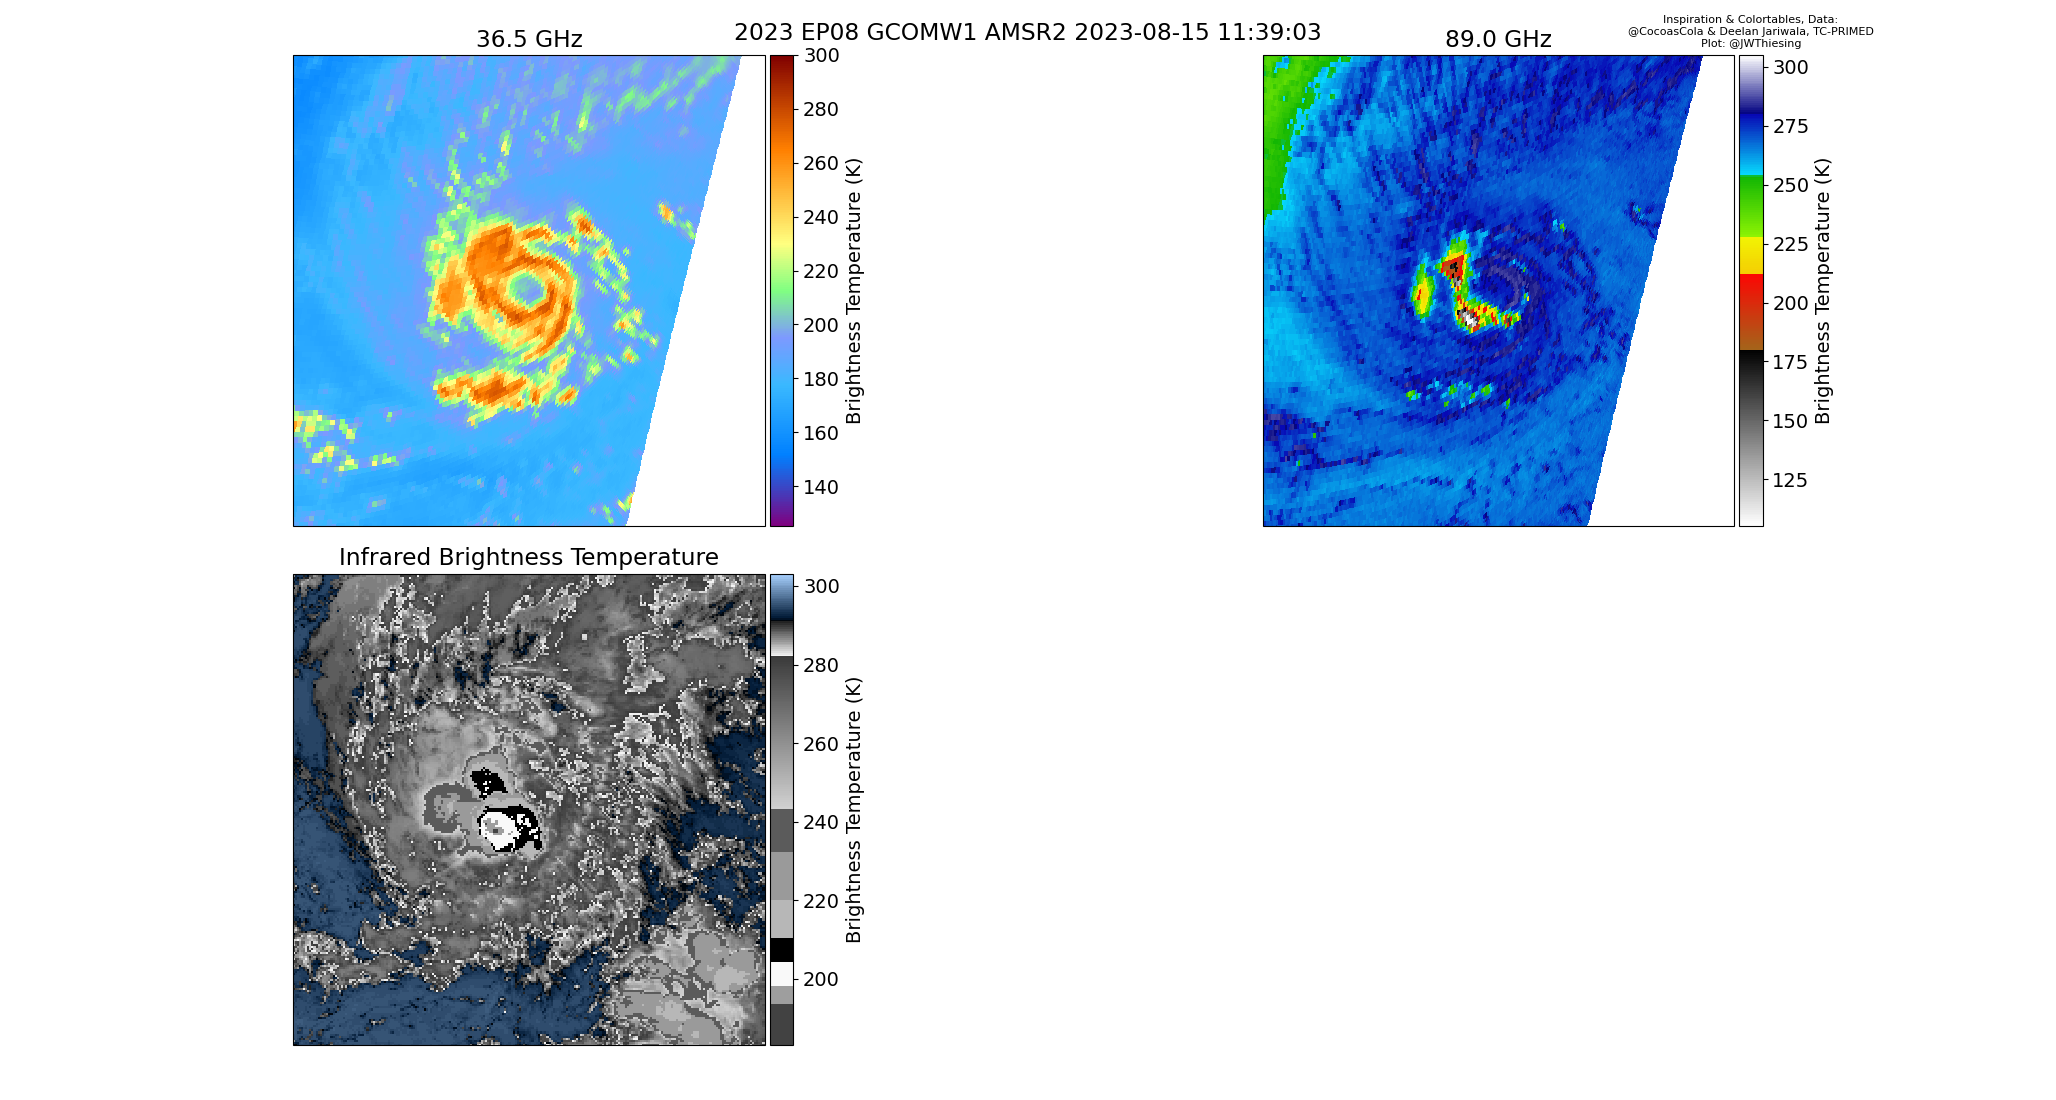 2023 EP08 GCOMW1 AMSR2 2023-08-15 11:39:03
Inspiration & Colortables, Data:
@CocoasCola & Deelan Jariwala, TC-PRIMED
Plot: @JWThiesing
36.5 GHz
300
280
260
240
220
200
180
160
140
Brightness Temperature (K)
89.0 GHz
300
275
250
225
200
175
150
125
Brightness Temperature (K)
Infrared Brightness Temperature
300
280
260
240
220
200
Brightness Temperature (K)